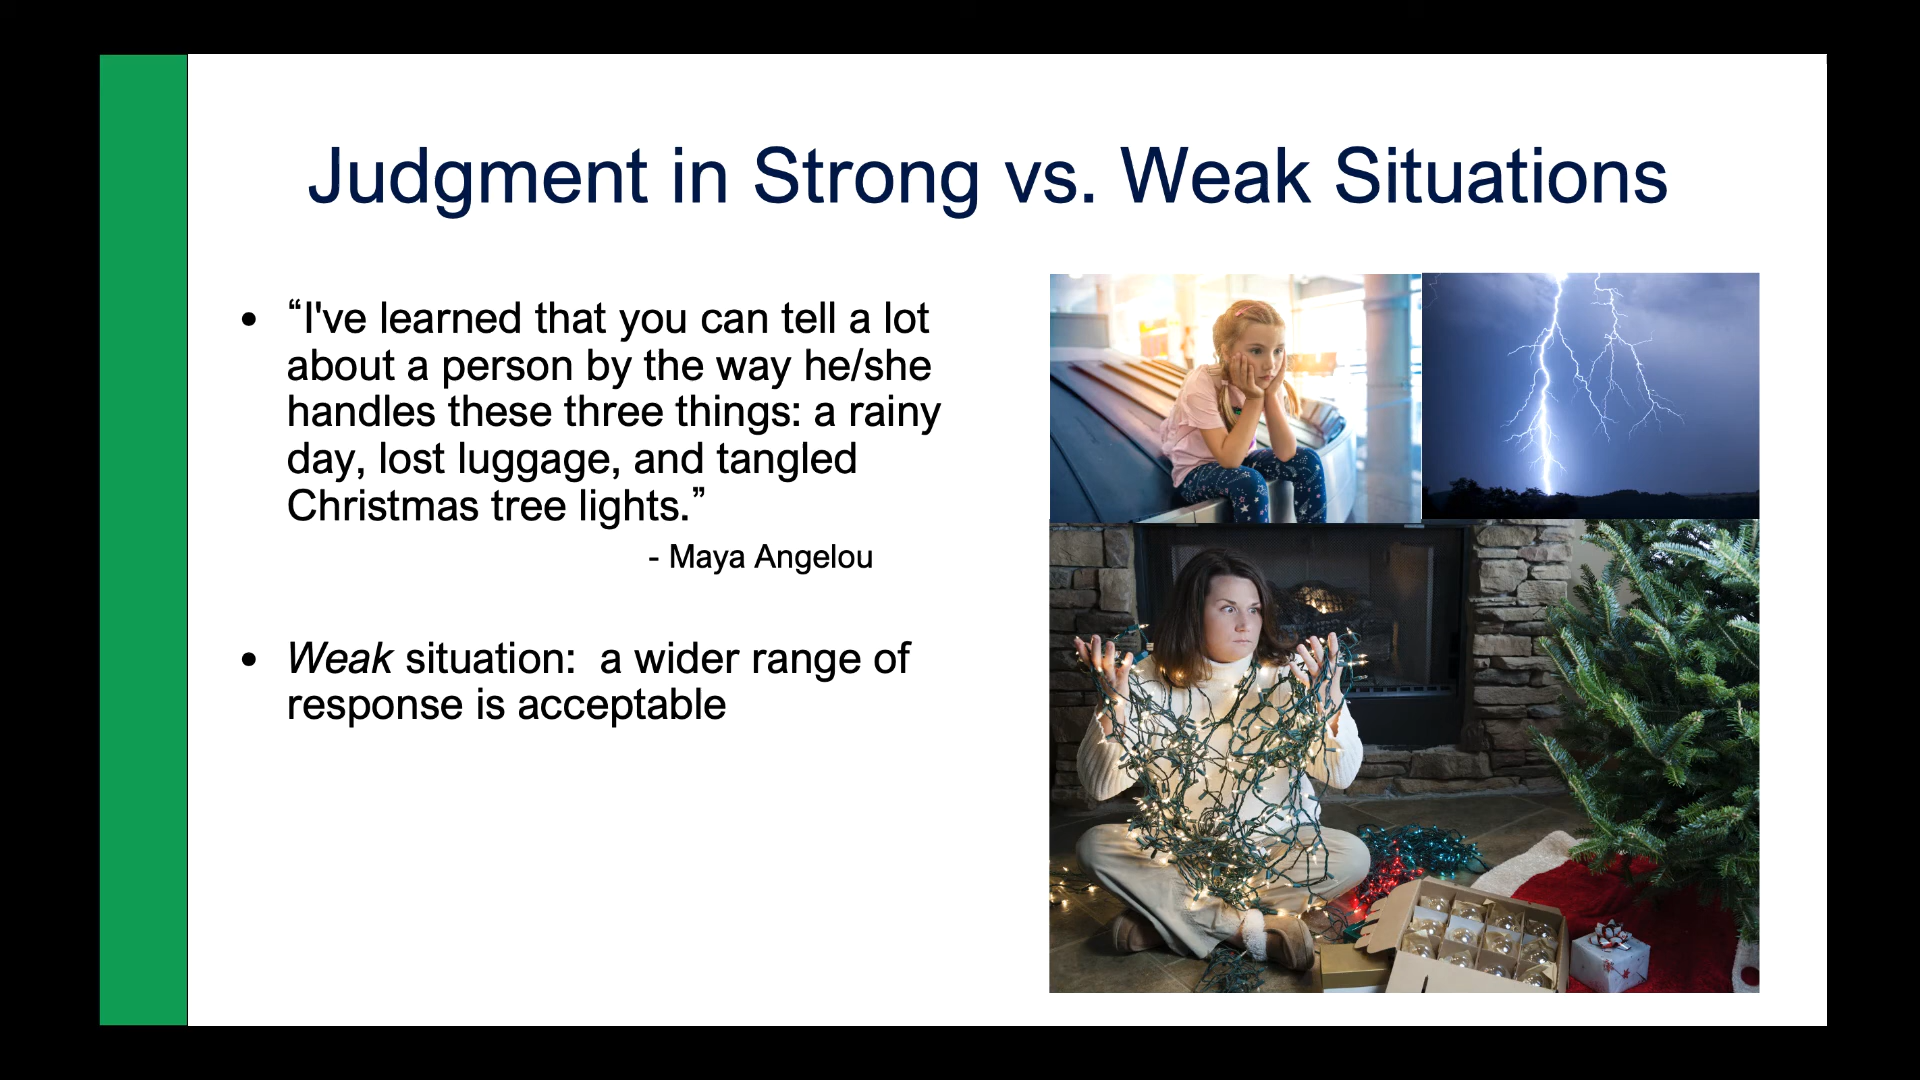 Judgment in Strong vs. Weak Situations
• “I've learned that you can tell a lot
about a person by the way he/she
handles these three things: a rainy
day, lost luggage, and tangled
Christmas tree lights.”
- Maya Angelou
• Weak situation:  a wider range of
response is acceptable